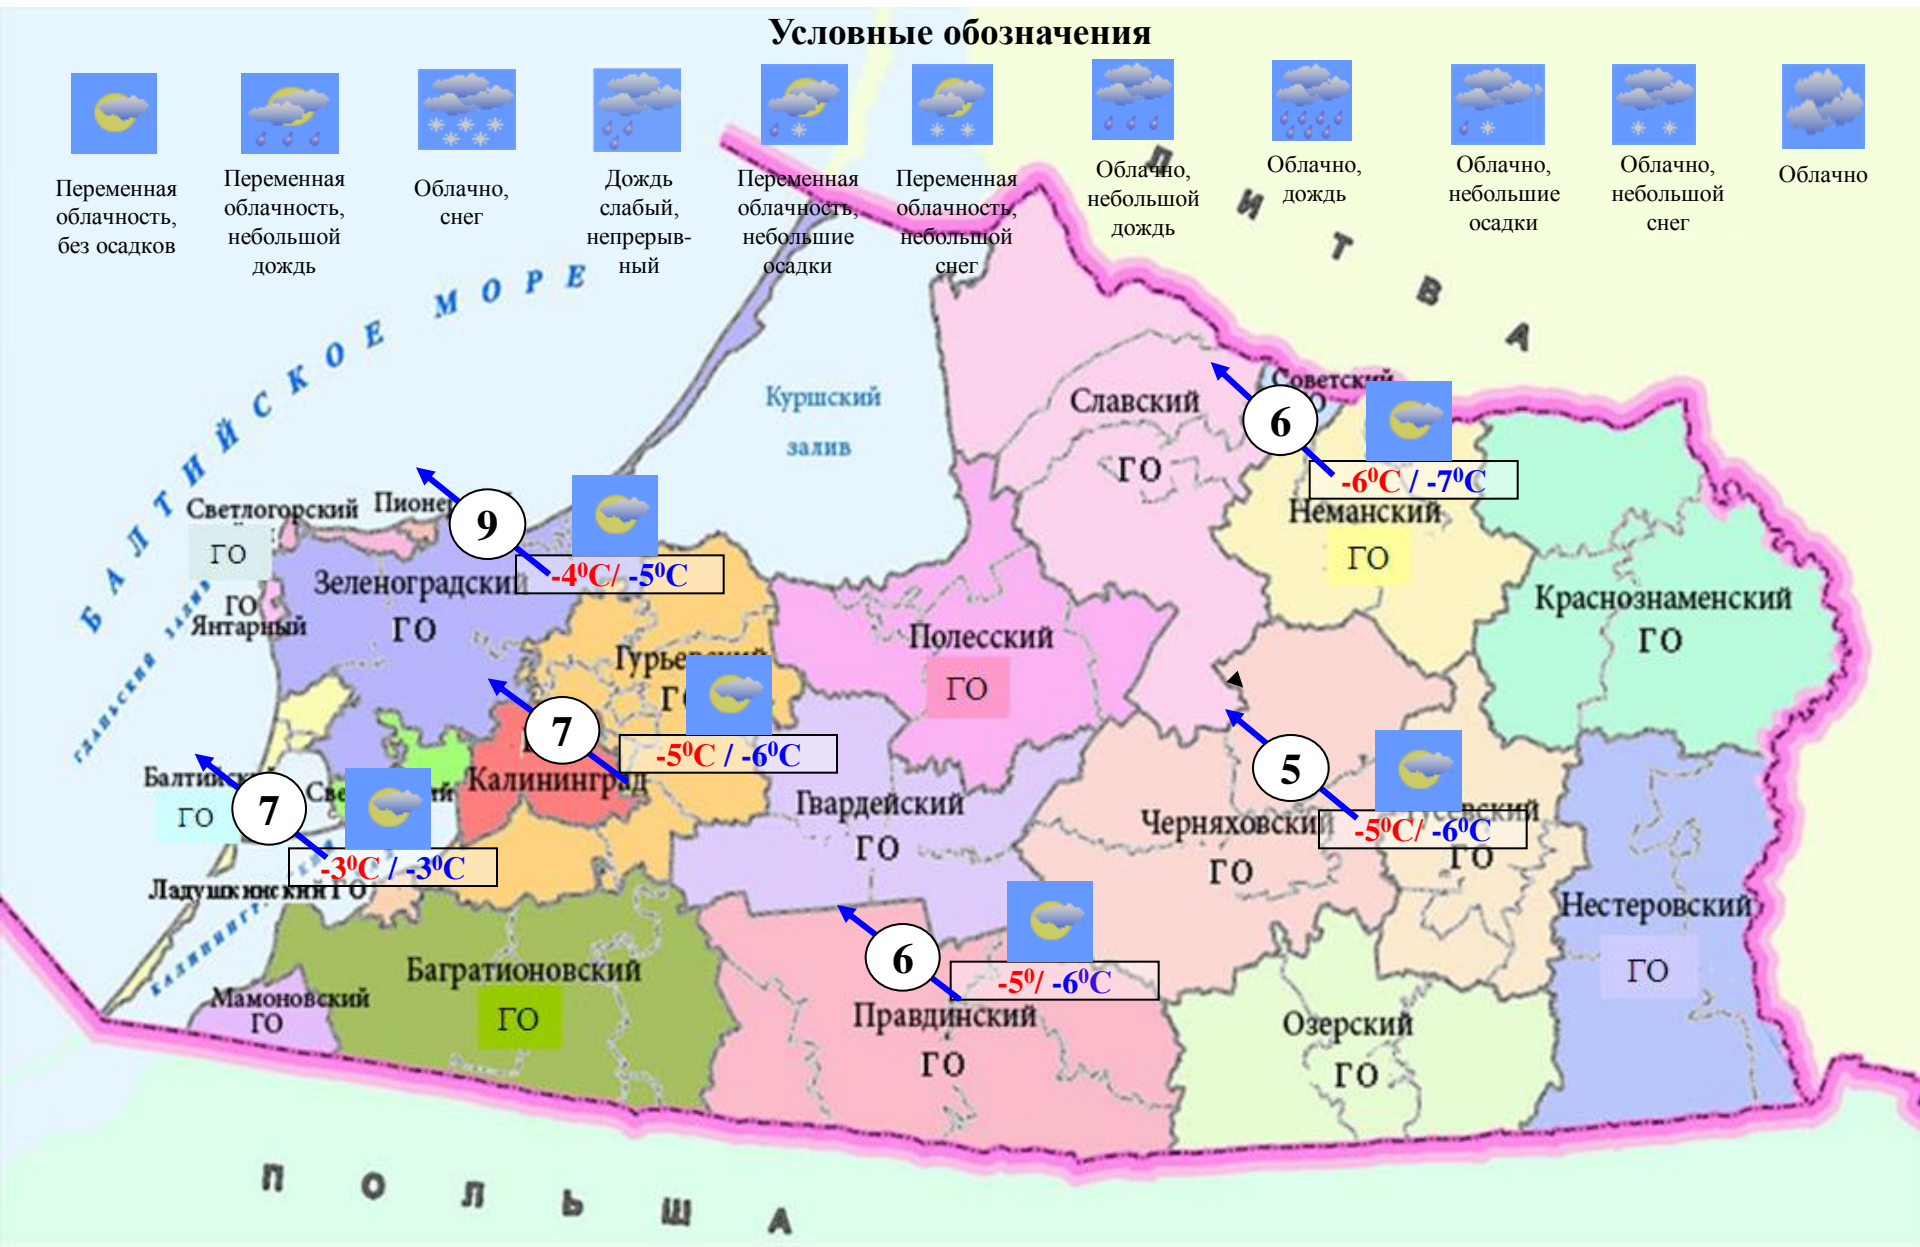 Условные обозначения
Переменная
облачность,
без осадков
Переменная
облачность,
небольшой
дождь
Облачно,
снег
Дождь
слабый,
непрерыв-
ный
Переменная
облачность,
небольшие
осадки
Переменная
облачность,
небольшой
снег
Облачно,
небольшой
дождь
Облачно,
дождь
Облачно,
небольшие
осадки
Облачно,
небольшой
снег
Облачно
ЛИТВА
БАЛТИЙСКОЕ МОРЕ
Куршский
залив
Славский
ГО
Советский
6
-6⁰С / -7⁰С
Неманский
ГО
Краснознаменский
ГО
Светлогорский
ГО
9
-4⁰С/ -5⁰С
Зеленоградский
ГО
ГО
Янтарный
Полесский
ГО
7
-5⁰С / -6⁰С
Калининград
Балтийский
ГО
7
-3⁰С / -3⁰С
Ладушкинский ГО
Гвардейский
ГО
Черняховский
ГО
5
-5⁰С/ -6⁰С
ГО
Нестеровский
ГО
Багратионовский
ГО
Мамоновский
ГО
6
-5⁰/ -6⁰С
Правдинский
ГО
Озерский
ГО
ПОЛЬША